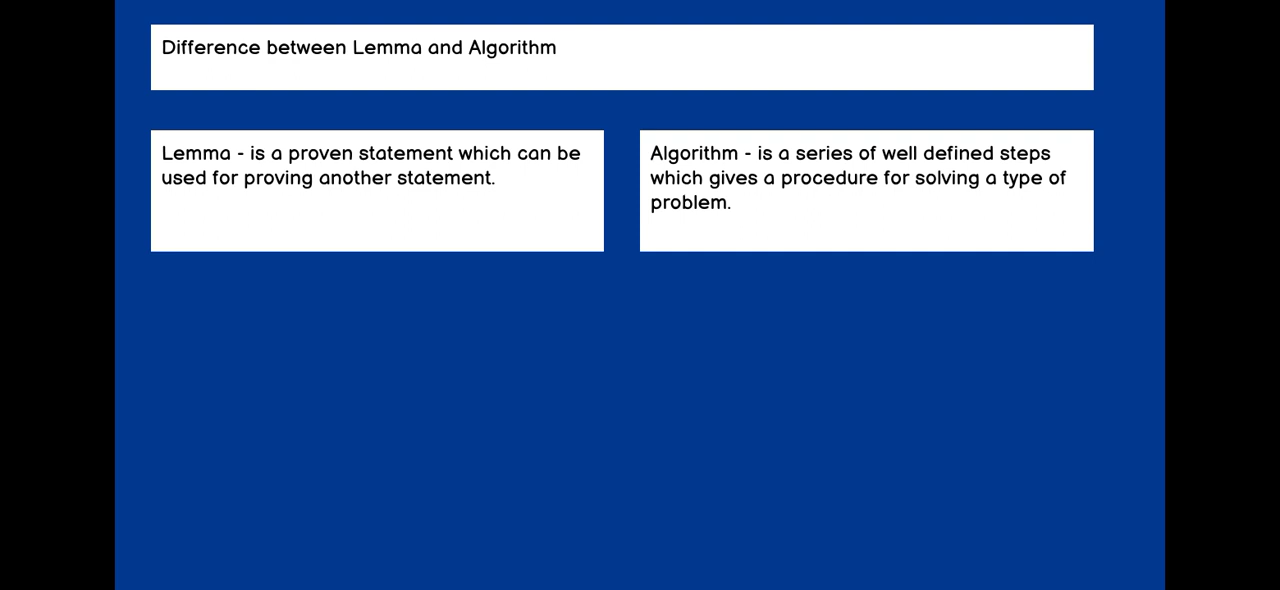 Difference between Lemma and Algorithm
Lemma - is a proven statement which can be
used for proving another statement.
Algorithm - is a series of well defined steps
which gives a procedure for solving a type of
problem.